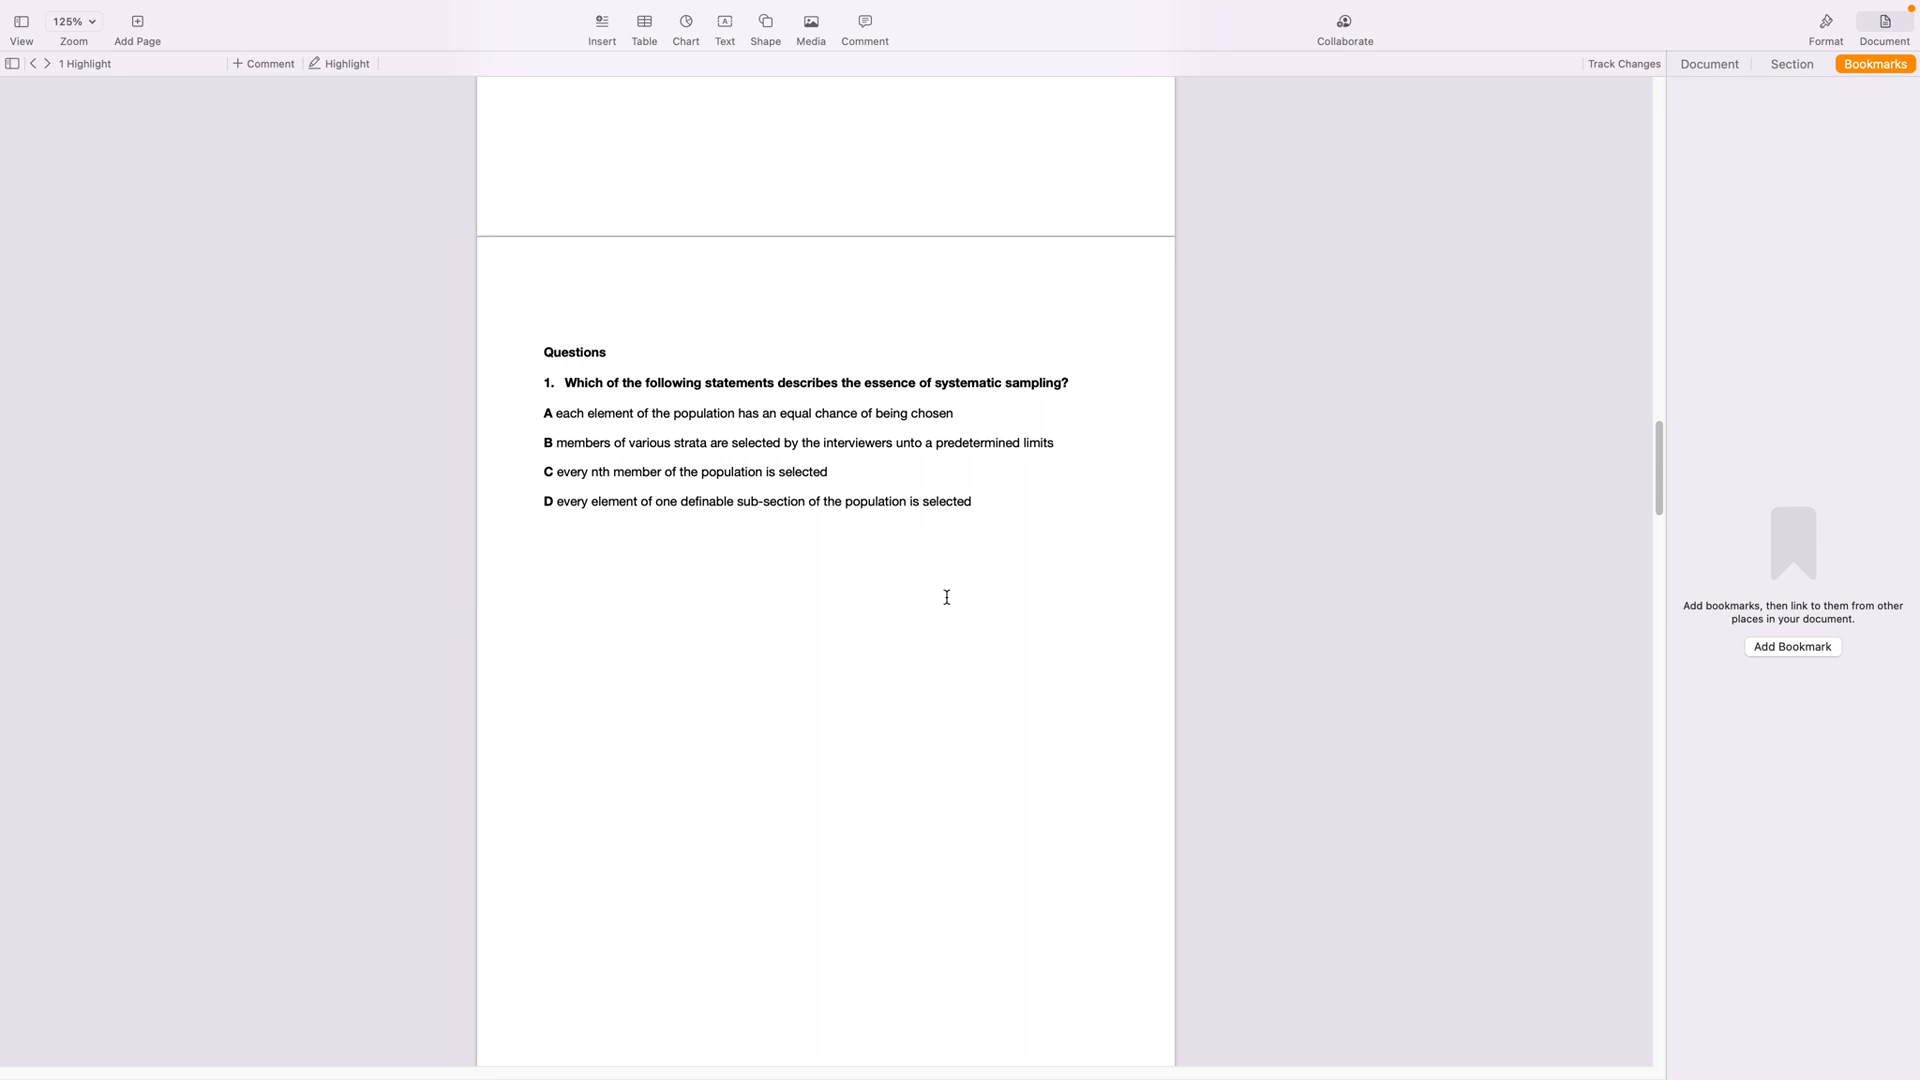 125%
View
Zoom
Add Page
Insert
Table
Chart
Text
Shape
Media
Comment
Collaborate
Format
Document
1 Highlight
Comment
Highlight
Track Changes
Document
Section
Bookmarks
Questions
1. Which of the following statements describes the essence of systematic sampling?
A each element of the population has an equal chance of being chosen
B members of various strata are selected by the interviewers unto a predetermined limits
C every nth member of the population is selected
D every element of one definable sub-section of the population is selected
Add bookmarks, then link to them from other
places in your document.
Add Bookmark